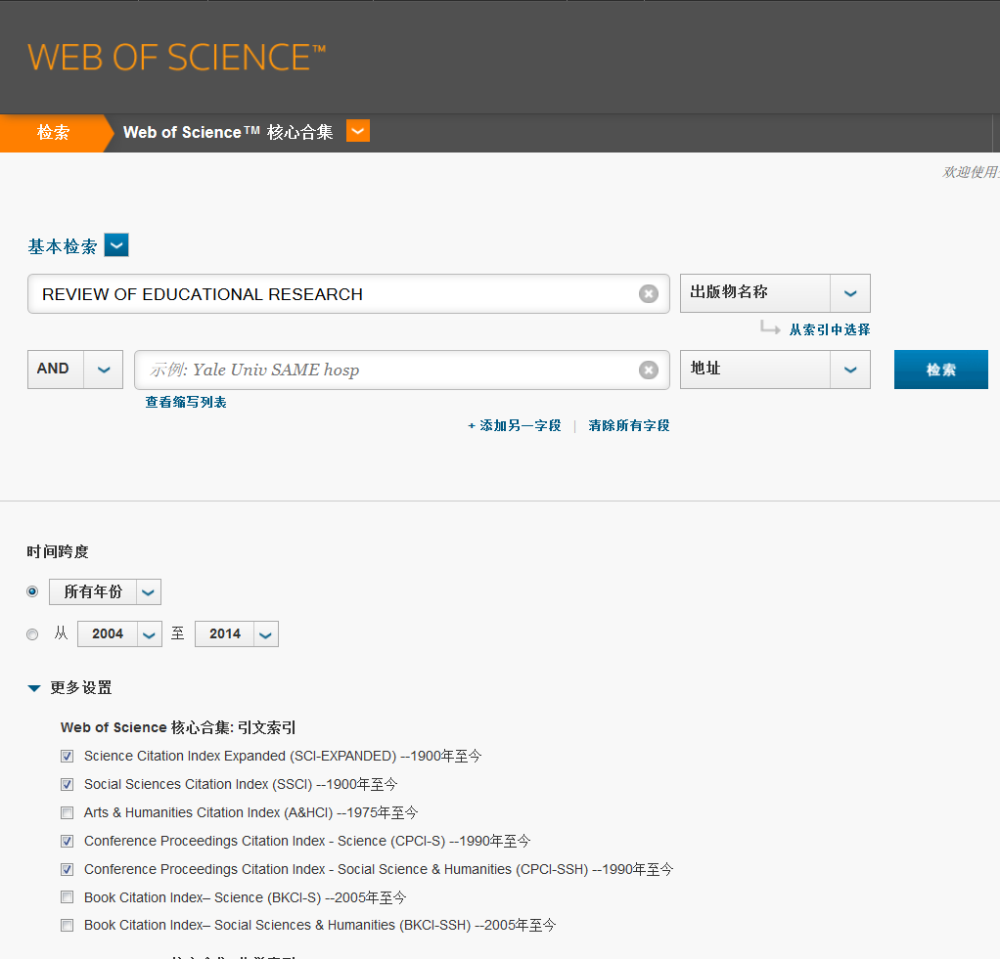 WEB OF SCIENCE™
检索 Web of Science™ 核心合集
欢迎使用
基本检索
REVIEW OF EDUCATIONAL RESEARCH 出版物名称
从索引中选择
AND 示例: Yale Univ SAME hosp 地址 检索
查看缩写列表
+ 添加另一字段 | 清除所有字段
时间跨度
所有年份
从 2004 至 2014
更多设置
Web of Science 核心合集: 引文索引
Science Citation Index Expanded (SCI-EXPANDED) --1900年至今
Social Sciences Citation Index (SSCI) --1900年至今
Arts & Humanities Citation Index (A&HCI) --1975年至今
Conference Proceedings Citation Index - Science (CPCI-S) --1990年至今
Conference Proceedings Citation Index - Social Science & Humanities (CPCI-SSH) --1990年至今
Book Citation Index– Science (BKCI-S) --2005年至今
Book Citation Index– Social Sciences & Humanities (BKCI-SSH) --2005年至今